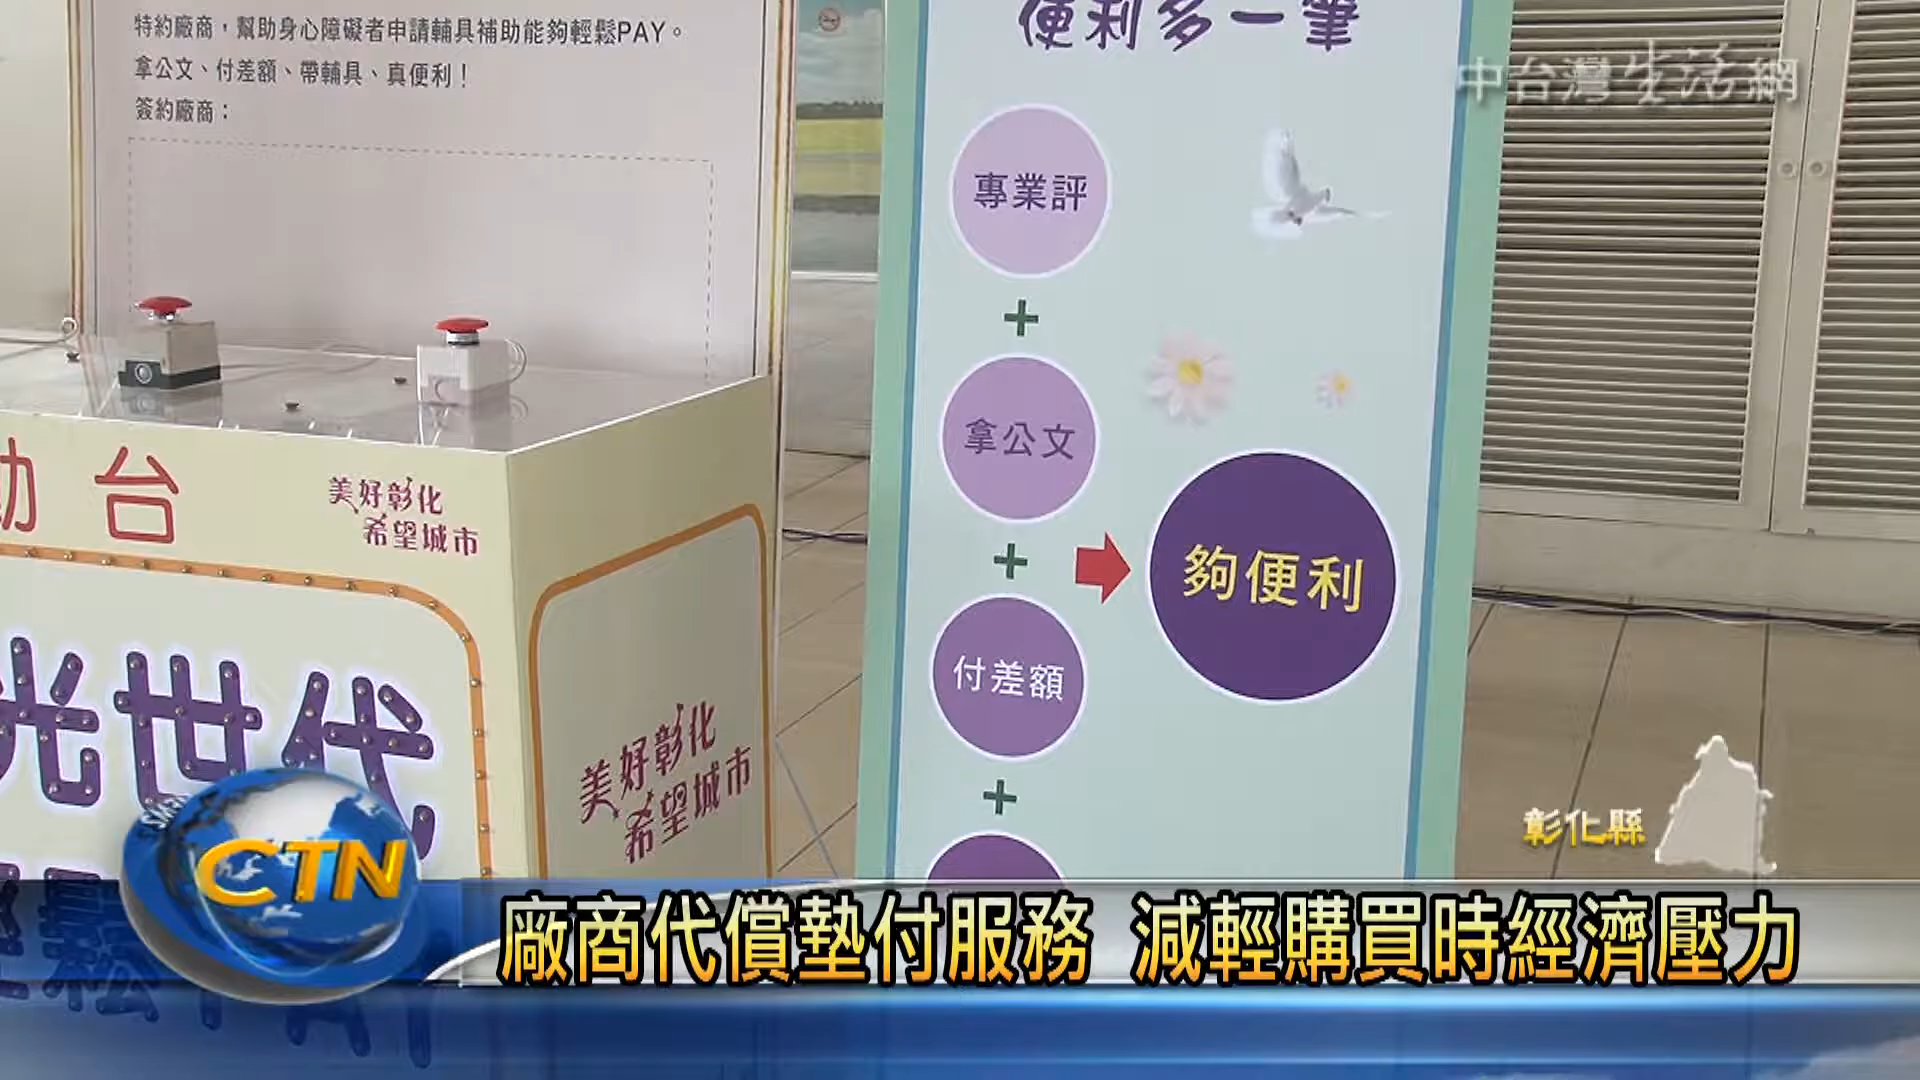 特約廠商，幫助身心障礙者申請輔具補助能夠輕鬆PAY。
拿公文、付差額、帶輔具、真便利！
簽約廠商：
便利多一筆
中台灣生活網
專業評
+
拿公文
+
夠便利
付差額
+
動台
美好彰化
希望城市
光世代
美好彰化
希望城市
彰化縣
CTN
廠商代償墊付服務 減輕購買時經濟壓力